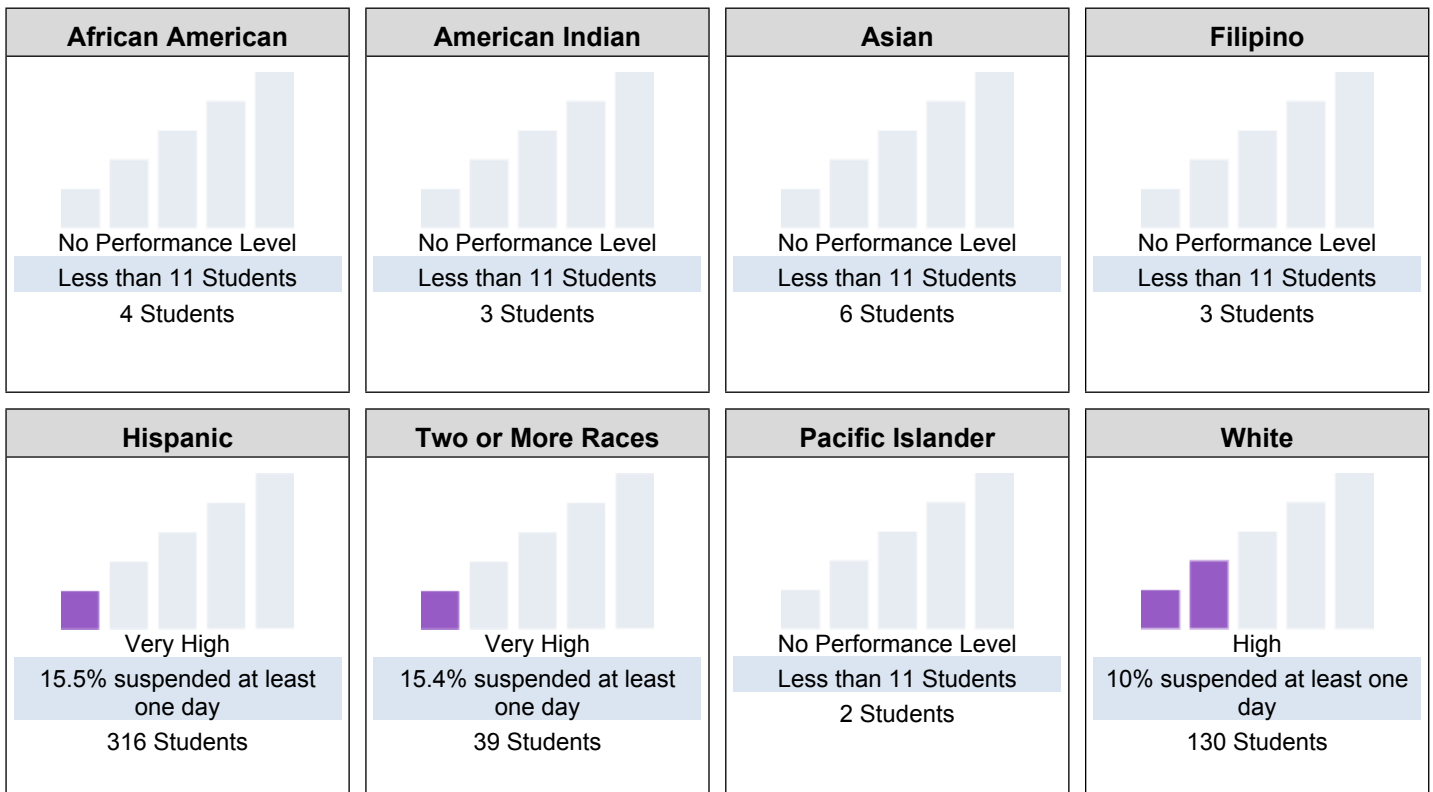 African American
No Performance Level
Less than 11 Students
4 Students
American Indian
No Performance Level
Less than 11 Students
3 Students
Asian
No Performance Level
Less than 11 Students
6 Students
Filipino
No Performance Level
Less than 11 Students
3 Students
Hispanic
Very High
15.5% suspended at least
one day
316 Students
Two or More Races
Very High
15.4% suspended at least
one day
39 Students
Pacific Islander
No Performance Level
Less than 11 Students
2 Students
White
High
10% suspended at least one
day
130 Students